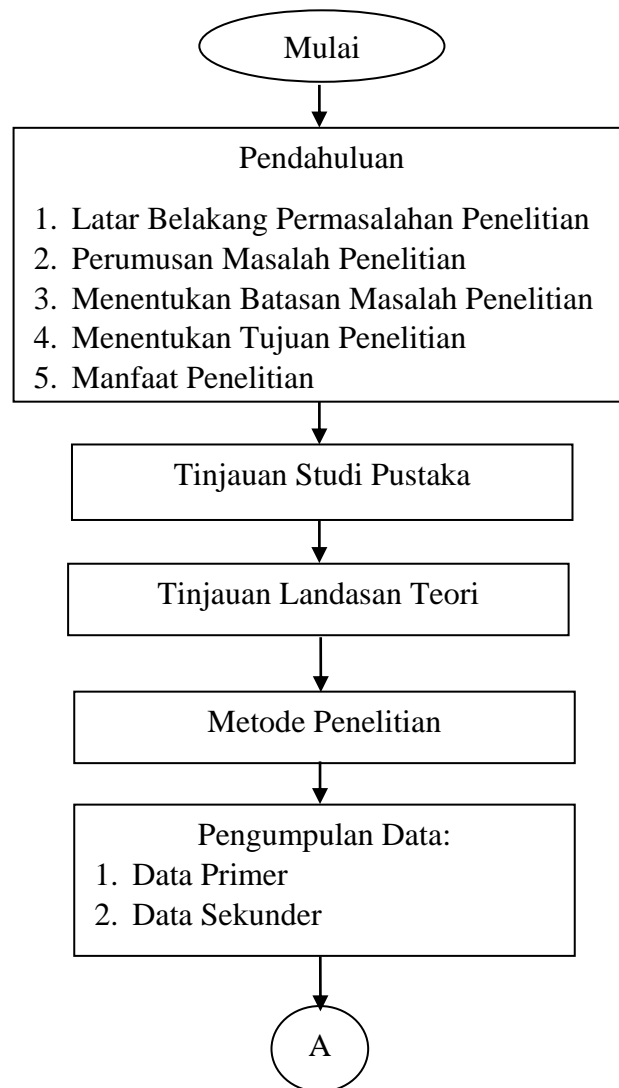 Mulai
Pendahuluan
1. Latar Belakang Permasalahan Penelitian
2. Perumusan Masalah Penelitian
3. Menentukan Batasan Masalah Penelitian
4. Menentukan Tujuan Penelitian
5. Manfaat Penelitian
Tinjauan Studi Pustaka
Tinjauan Landasan Teori
Metode Penelitian
Pengumpulan Data:
1. Data Primer
2. Data Sekunder
A